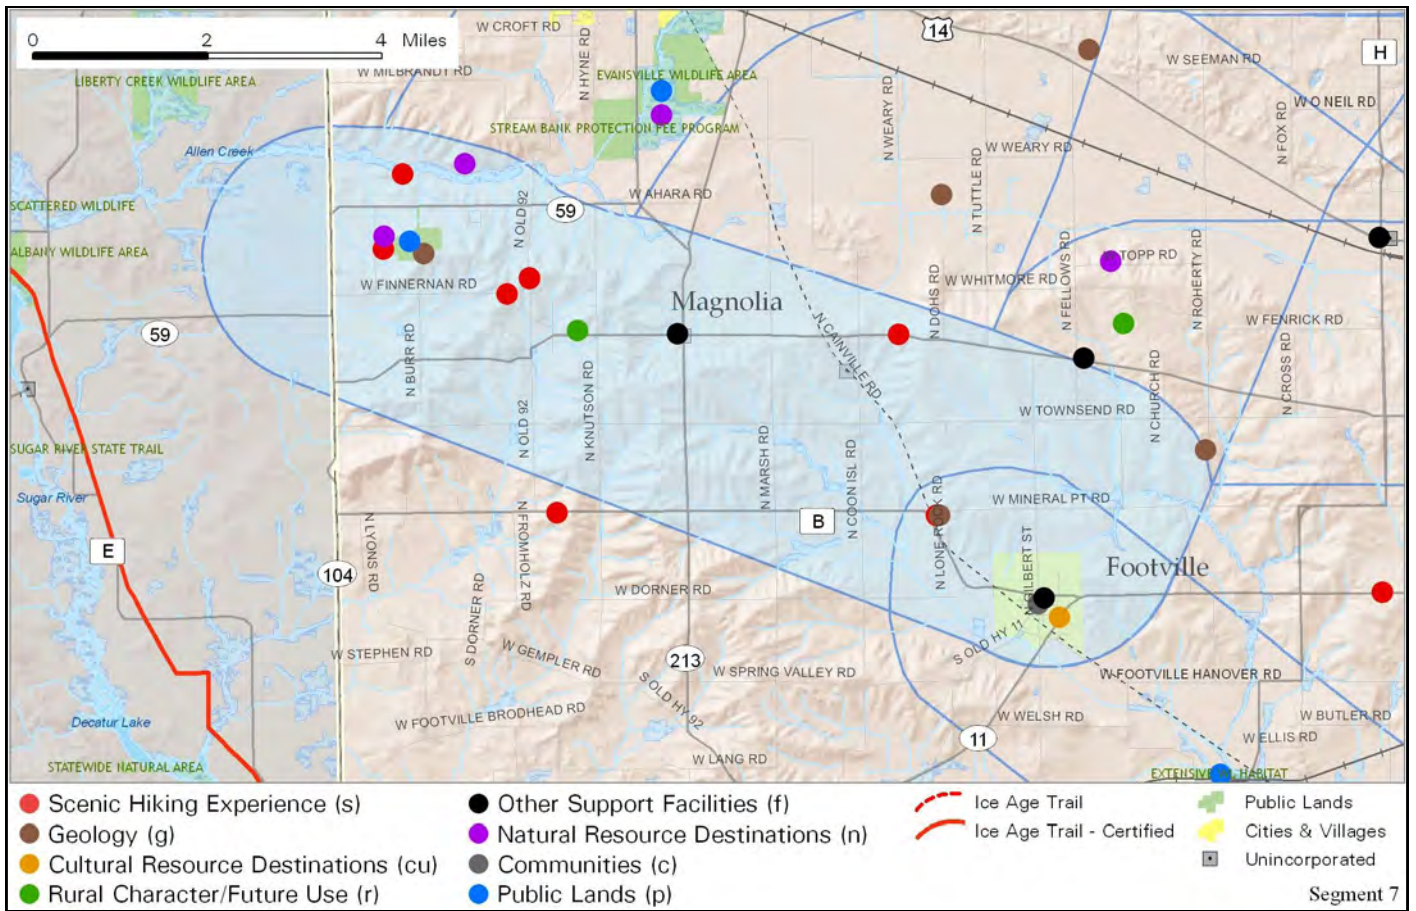 0 2 4 Miles
W CROFT RD
14
H
W SEEMAN RD
N HYNE RD
W MILBRANDY RD
LIBERTY CREEK WILDLIFE AREA
EVANSVILLE WILDLIFE AREA
W O NEIL RD
N WEARY RD
N FOX RD
STREAM BANK PROTECTION FEE PROGRAM
Allen Creek
W WEARY RD
N TUTTLE RD
W AHARA RD
SCATTERED WILDLIFE
N OLD 92
59
ALBANY WILDLIFE AREA
TOPP RD
W FINNERNAN RD
W WHITMORE RD
N DOHS RD
N FELLOWS RD
N ROHERTY RD
Magnolia
W FENRICK RD
59
N CAINVILLE RD
N BURR RD
N CROSS RD
N KNUTSON RD
N CHURCH RD
W TOWNSEND RD
N OLD 92
SUGAR RIVER STATE TRAIL
N MARSH RD
N COON ISL RD
Sugar River
W MINERAL PT RD
N LONE ROCK RD
B
N LYONS RD
N FROMHOLZ RD
E
N GILBERT ST
104
Footville
W DORNER RD
S DORNER RD
S OLD HY 11
W STEPHEN RD
W GEMPLER RD
213
W SPRING VALLEY RD
W FOOTVILLE HANOVER RD
S OLD HY 92
Decatur Lake
W FOOTVILLE BRODHEAD RD
W WELSH RD
W BUTLER RD
11
W ELLIS RD
W LANG RD
STATEWIDE NATURAL AREA
HABITAT
Scenic Hiking Experience (s)
Geology (g)
Cultural Resource Destinations (cu)
Rural Character/Future Use (r)
Other Support Facilities (f)
Natural Resource Destinations (n)
Communities (c)
Public Lands (p)
Ice Age Trail
Ice Age Trail - Certified
Public Lands
Cities & Villages
Unincorporated
Segment 7